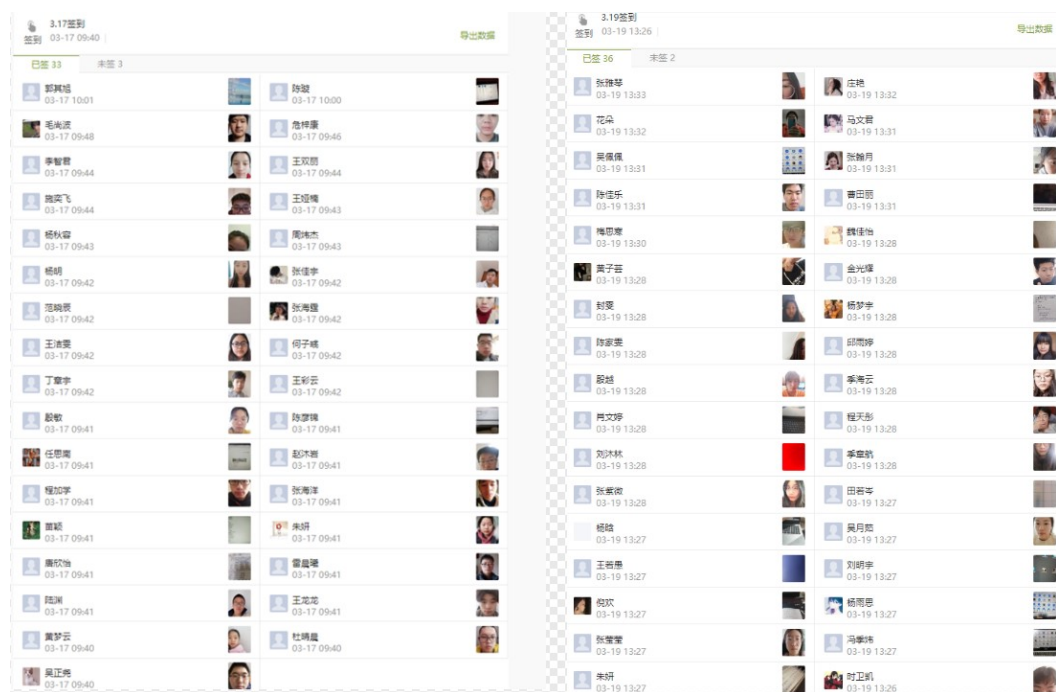 3.17签到
签到 03-17 09:40
导出数据
已签 33 未签 3
郭其旭
03-17 10:01
陈璇
03-17 10:00
毛尚波
03-17 09:48
危梓康
03-17 09:46
李智君
03-17 09:44
王双丽
03-17 09:44
施奕飞
03-17 09:44
王娅楠
03-17 09:43
杨秋容
03-17 09:43
周炜杰
03-17 09:43
杨明
03-17 09:42
张佳宇
03-17 09:42
范晓辰
03-17 09:42
张海霞
03-17 09:42
王洁雯
03-17 09:42
何子彧
03-17 09:42
丁章宇
03-17 09:42
王彩云
03-17 09:42
殷敏
03-17 09:41
陈彦锦
03-17 09:41
任思南
03-17 09:41
赵沐岩
03-17 09:41
程加学
03-17 09:41
张海洋
03-17 09:41
苗颖
03-17 09:41
朱妍
03-17 09:41
唐欣怡
03-17 09:41
雷晨曦
03-17 09:41
陆渊
03-17 09:41
王龙龙
03-17 09:41
黄梦云
03-17 09:40
杜晴晨
03-17 09:40
吴正尧
03-17 09:40
3.19签到
签到 03-19 13:26
导出数据
已签 36 未签 2
张雅琴
03-19 13:33
庄艳
03-19 13:32
花朵
03-19 13:32
马文君
03-19 13:31
吴佩佩
03-19 13:31
张翰月
03-19 13:31
陈佳乐
03-19 13:31
曹田丽
03-19 13:31
梅思寒
03-19 13:30
魏佳怡
03-19 13:28
黄子芸
03-19 13:28
金光耀
03-19 13:28
封雯
03-19 13:28
杨梦宇
03-19 13:28
陈家雯
03-19 13:28
邱雨婷
03-19 13:28
殷越
03-19 13:28
季海云
03-19 13:28
肖文婷
03-19 13:28
程天彤
03-19 13:28
刘沐林
03-19 13:28
季章航
03-19 13:28
张紫微
03-19 13:28
田若岑
03-19 13:27
杨晗
03-19 13:27
吴月茹
03-19 13:27
王若愚
03-19 13:27
刘明宇
03-19 13:27
倪欢
03-19 13:27
杨雨思
03-19 13:27
张莹莹
03-19 13:27
冯季炜
03-19 13:27
朱妍
03-19 13:27
时卫凯
03-19 13:26